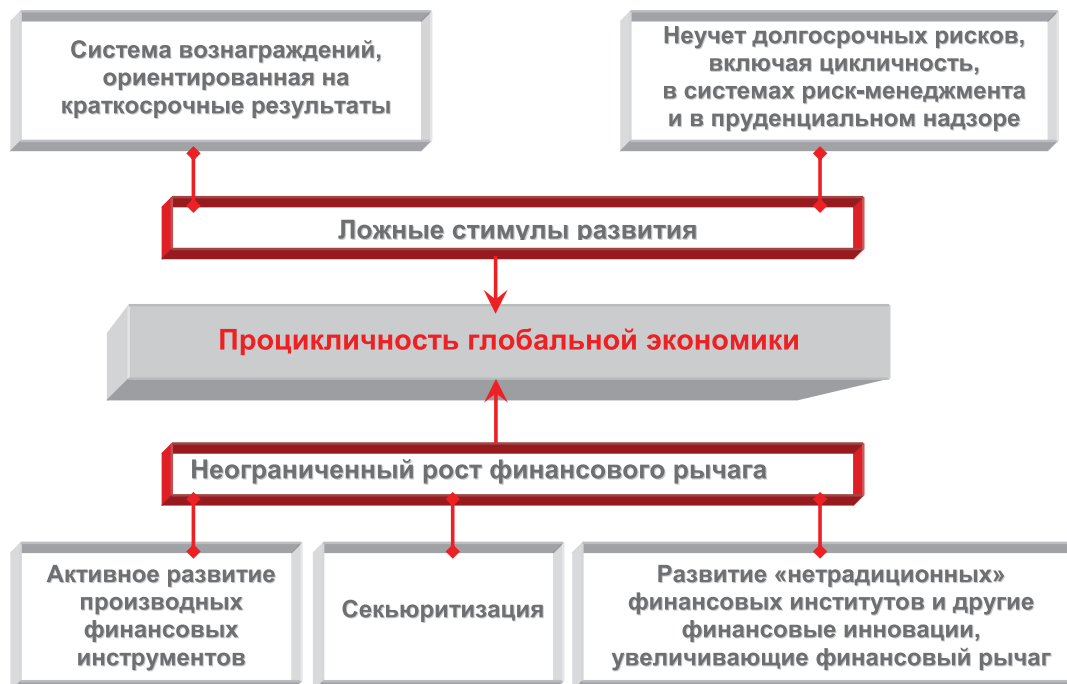 Система вознаграждений,
ориентированная на
краткосрочные результаты
Неучет долгосрочных рисков,
включая цикличность,
в системах риск-менеджмента
и в пруденциальном надзоре
Ложные стимулы развития
Процикличность глобальной экономики
Неограниченный рост финансового рычага
Активное развитие
производных
финансовых
инструментов
Секьюритизация
Развитие «нетрадиционных»
финансовых институтов и другие
финансовые инновации,
увеличивающие финансовый рычаг